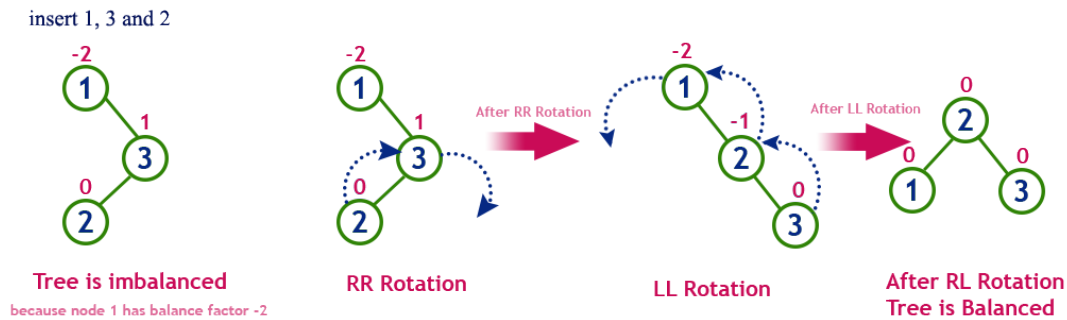 insert 1, 3 and 2
-2
1
1
3
0
2
Tree is imbalanced
because node 1 has balance factor -2
-2
1
1
3
0
2
RR Rotation
After RR Rotation
-2
1
-1
2
0
3
LL Rotation
After LL Rotation
0
2
0
1
0
3
After RL Rotation
Tree is Balanced